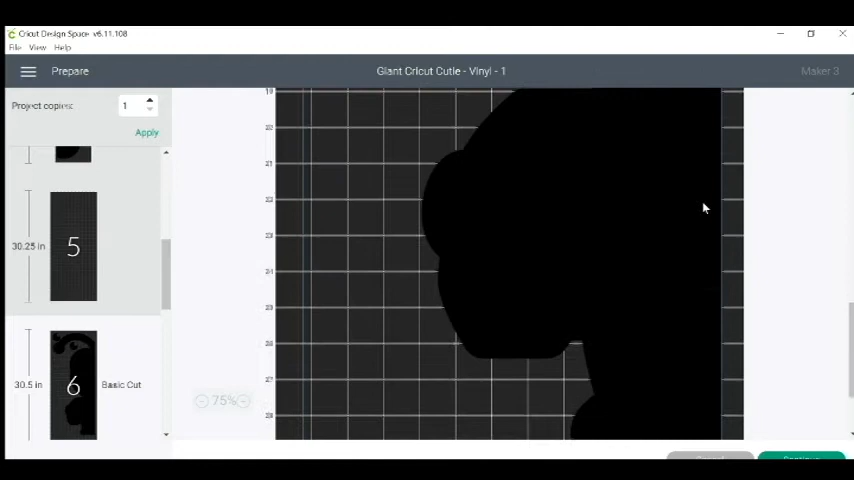 Cricut Design Space v6.11.108
File View Help
Prepare
Giant Cricut Cutie - Vinyl - 1
Maker 3
Project copies:
1
Apply
30.25 in
5
30.5 in
6
Basic Cut
75%
19
20
21
22
23
24
25
26
27
28